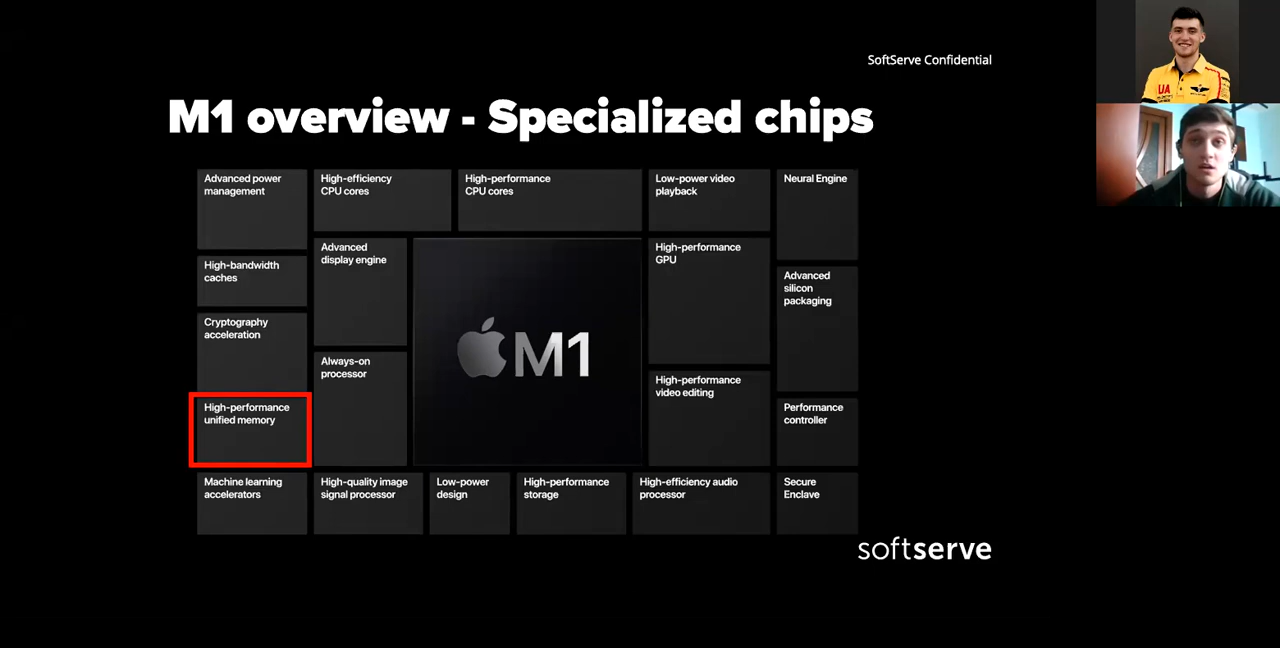 SoftServe Confidential
M1 overview - Specialized chips
Advanced power
management
High-efficiency
CPU cores
High-performance
CPU cores
Low-power video
playback
Neural Engine
Advanced
display engine
High-performance
GPU
High-bandwidth
caches
Advanced
silicon
packaging
Cryptography
acceleration
M1
Always-on
processor
High-performance
video editing
High-performance
unified memory
Performance
controller
Machine learning
accelerators
High-quality image
signal processor
Low-power
design
High-performance
storage
High-efficiency audio
processor
Secure
Enclave
softserve
UA